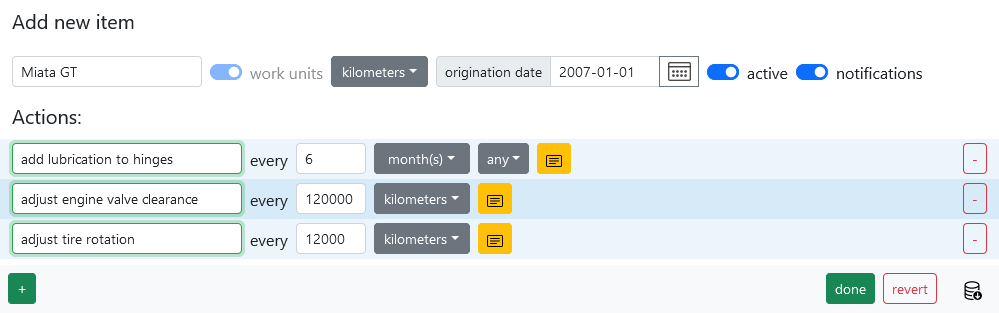 Add new item
Miata GT work units kilometers origination date 2007-01-01 active notifications
Actions:
add lubrication to hinges every 6 month(s) any -
adjust engine valve clearance every 120000 kilometers -
adjust tire rotation every 12000 kilometers -
+ done revert